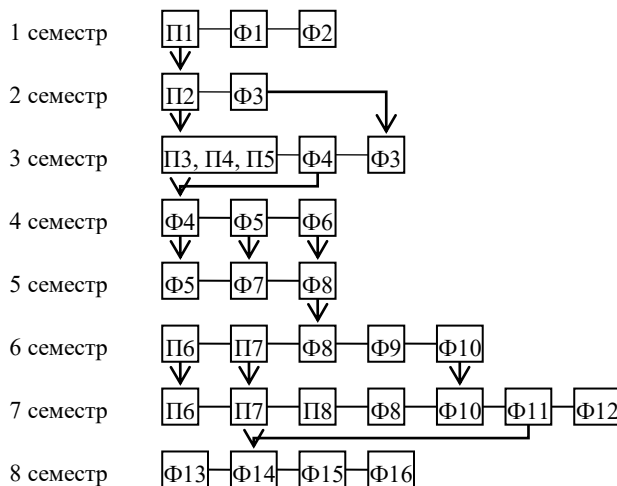 1 семестр П1 Ф1 Ф2
2 семестр П2 Ф3
3 семестр П3, П4, П5 Ф4 Ф3
4 семестр Ф4 Ф5 Ф6
5 семестр Ф5 Ф7 Ф8
6 семестр П6 П7 Ф8 Ф9 Ф10
7 семестр П6 П7 П8 Ф8 Ф10 Ф11 Ф12
8 семестр Ф13 Ф14 Ф15 Ф16